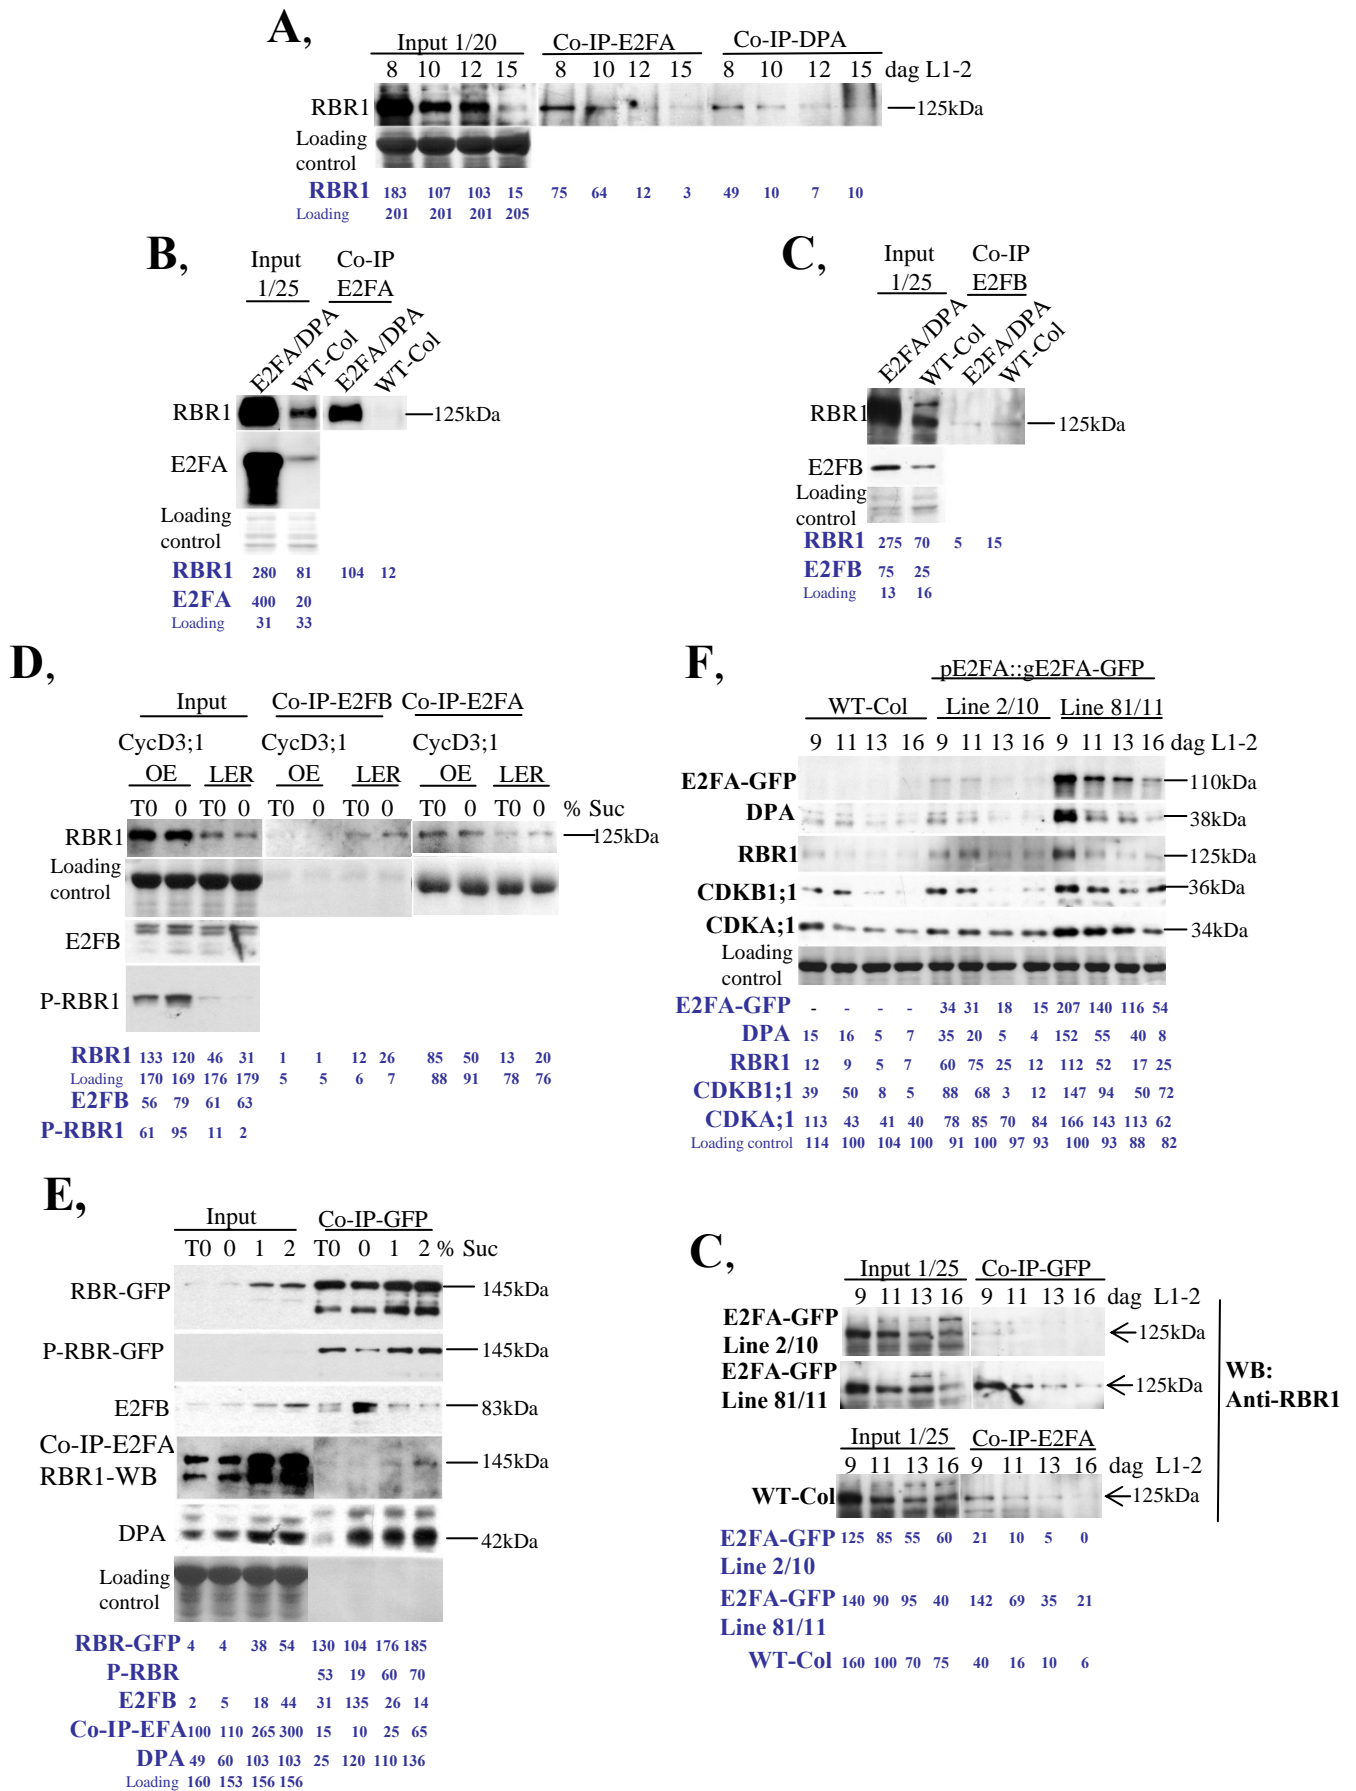 A,
Input 1/20 Co-IP-E2FA Co-IP-DPA
8 10 12 15 8 10 12 15 8 10 12 15 dag L1-2
RBR1 125kDa
Loading
control
RBR1 183 107 103 15 75 64 12 3 49 10 7 10
Loading 201 201 201 205
B,
Input Co-IP
1/25 E2FA
E2FA/DPA WT-Col E2FA/DPA WT-Col
RBR1 125kDa
E2FA
Loading
control
RBR1 280 81 104 12
E2FA 400 20
Loading 31 33
C,
Input Co-IP
1/25 E2FB
E2FA/DPA WT-Col E2FA/DPA WT-Col
RBR1 125kDa
E2FB
Loading
control
RBR1 275 70 5 15
E2FB 75 25
Loading 13 16
D,
Input Co-IP-E2FB Co-IP-E2FA
CycD3;1 CycD3;1 CycD3;1
OE LER OE LER OE LER
T0 0 T0 0 T0 0 T0 0 T0 0 T0 0 % Suc
RBR1 125kDa
Loading
control
E2FB
P-RBR1
RBR1 133 120 46 31 1 1 12 26 85 50 13 20
Loading 170 169 176 179 5 5 6 7 88 91 78 76
E2FB 56 79 61 63
P-RBR1 61 95 11 2
F,
pE2FA::gE2FA-GFP
WT-Col Line 2/10 Line 81/11
9 11 13 16 9 11 13 16 9 11 13 16 dag L1-2
E2FA-GFP 110kDa
DPA 38kDa
RBR1 125kDa
CDKB1;1 36kDa
CDKA;1 34kDa
Loading
control
E2FA-GFP - - - - 34 31 18 15 207 140 116 54
DPA 15 16 5 7 35 20 5 4 152 55 40 8
RBR1 12 9 5 7 60 75 25 12 112 52 17 25
CDKB1;1 39 50 8 5 88 68 3 12 147 94 50 72
CDKA;1 113 43 41 40 78 85 70 84 166 143 113 62
Loading control 114 100 104 100 91 100 97 93 100 93 88 82
E,
Input Co-IP-GFP
T0 0 1 2 T0 0 1 2 % Suc
RBR-GFP 145kDa
P-RBR-GFP 145kDa
E2FB 83kDa
Co-IP-E2FA
RBR1-WB 145kDa
DPA 42kDa
Loading
control
RBR-GFP 4 4 38 54 130 104 176 185
P-RBR 53 19 60 70
E2FB 2 5 18 44 31 135 26 14
Co-IP-EFA 100 110 265 300 15 10 25 65
DPA 49 60 103 103 25 120 110 136
Loading 160 153 156 156
C,
Input 1/25 Co-IP-GFP
9 11 13 16 9 11 13 16 dag L1-2
E2FA-GFP
Line 2/10 125kDa
E2FA-GFP
Line 81/11 125kDa
WB:
Anti-RBR1
Input 1/25 Co-IP-E2FA
9 11 13 16 9 11 13 16 dag L1-2
WT-Col 125kDa
E2FA-GFP 125 85 55 60 21 10 5 0
Line 2/10
E2FA-GFP 140 90 95 40 142 69 35 21
Line 81/11
WT-Col 160 100 70 75 40 16 10 6